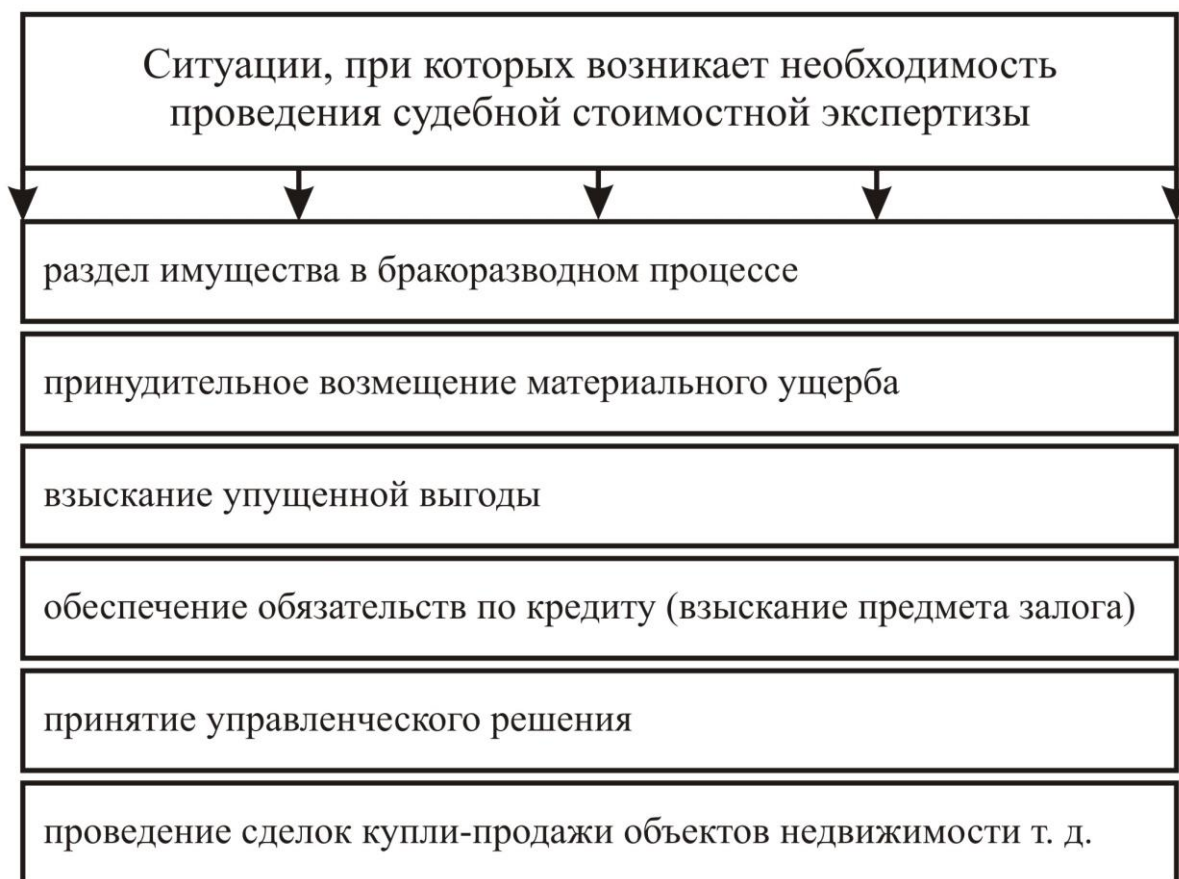 Ситуации, при которых возникает необходимость
проведения судебной стоимостной экспертизы
раздел имущества в бракоразводном процессе
принудительное возмещение материального ущерба
взыскание упущенной выгоды
обеспечение обязательств по кредиту (взыскание предмета залога)
принятие управленческого решения
проведение сделок купли-продажи объектов недвижимости т. д.